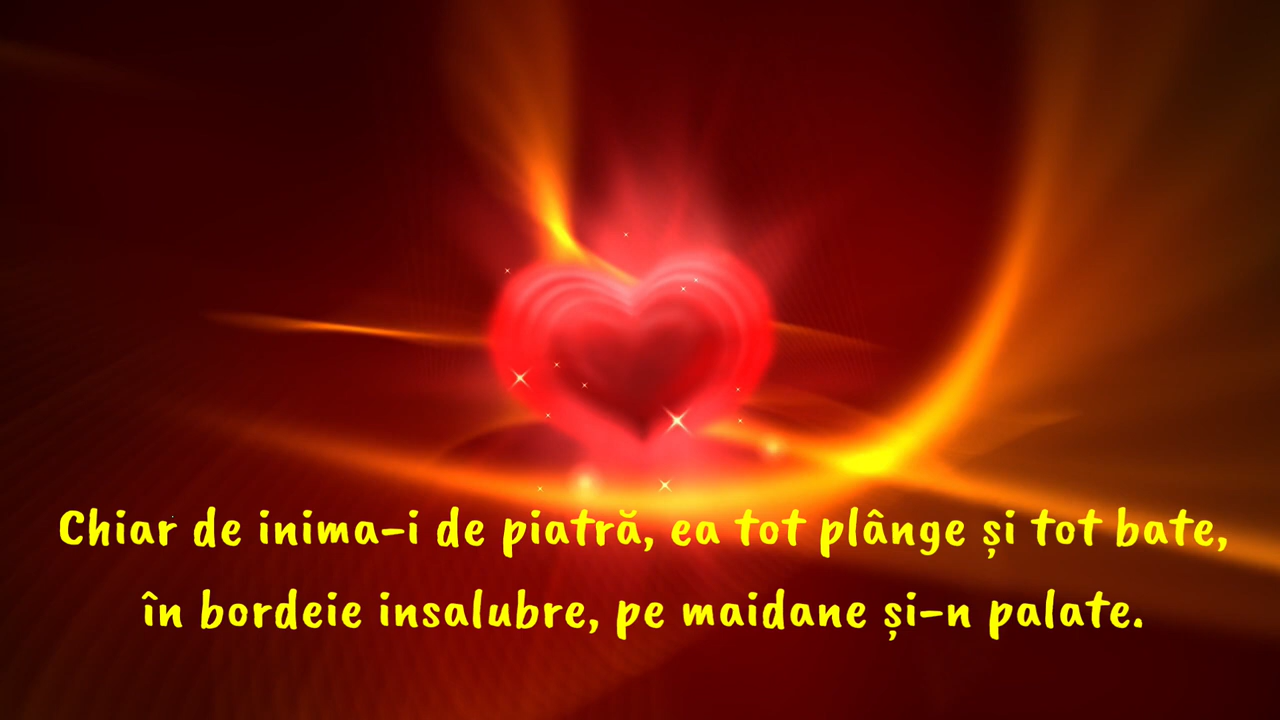 Chiar de inima-i de piatră, ea tot plânge și tot bate,
în bordeie insalubre, pe maidane și-n palate.